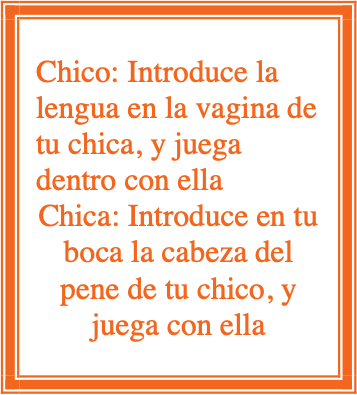 Chico: Introduce la
lengua en la vagina de
tu chica, y juega
dentro con ella
Chica: Introduce en tu
boca la cabeza del
pene de tu chico, y
juega con ella